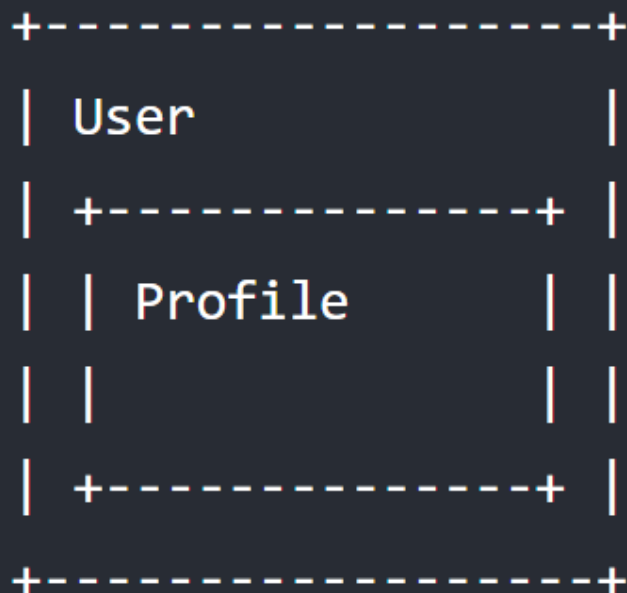 +------------------+
| User             |
| +--------------+ |
| | Profile      | |
| |              | |
| +--------------+ |
+------------------+